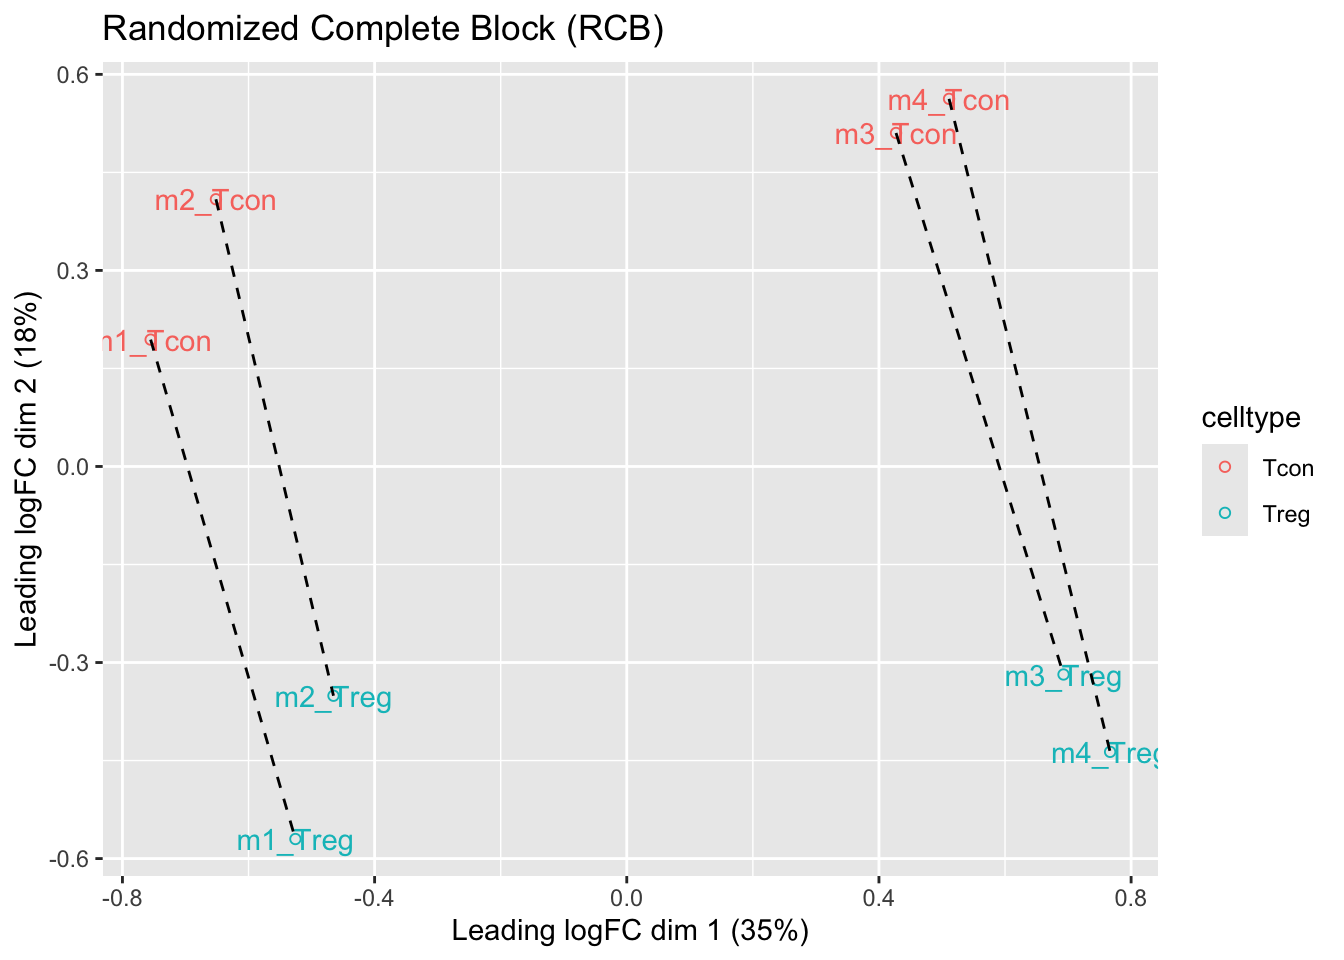 Randomized Complete Block (RCB)
0.6
0.3
0.0
-0.3
-0.6
Leading logFC dim 2 (18%)
m4_Tcon
m3_Tcon
m2_Tcon
m1_Tcon
m3_Treg
m2_Treg
m4_Treg
m1_Treg
-0.8
-0.4
0.0
0.4
0.8
Leading logFC dim 1 (35%)
celltype
Tcon
Treg